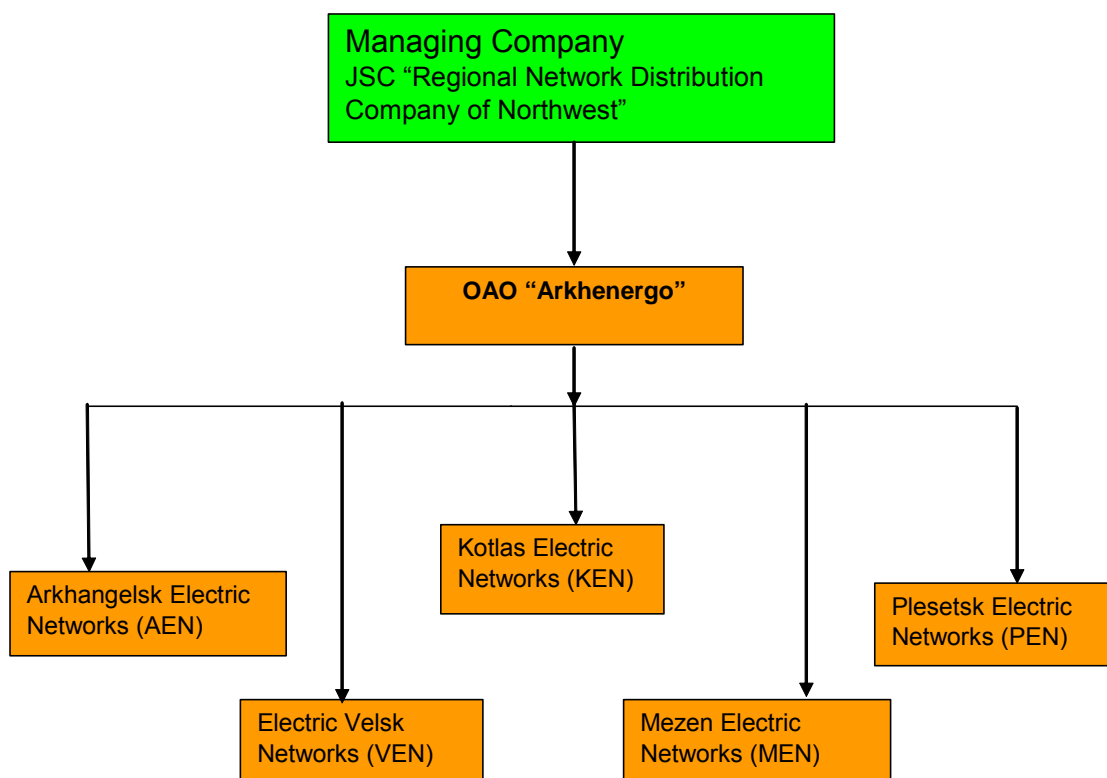 Managing Company
JSC “Regional Network Distribution
Company of Northwest”
OAO “Arkhenergo”
Kotlas Electric
Networks (KEN)
Arkhangelsk Electric
Networks (AEN)
Plesetsk Electric
Networks (PEN)
Electric Velsk
Networks (VEN)
Mezen Electric
Networks (MEN)